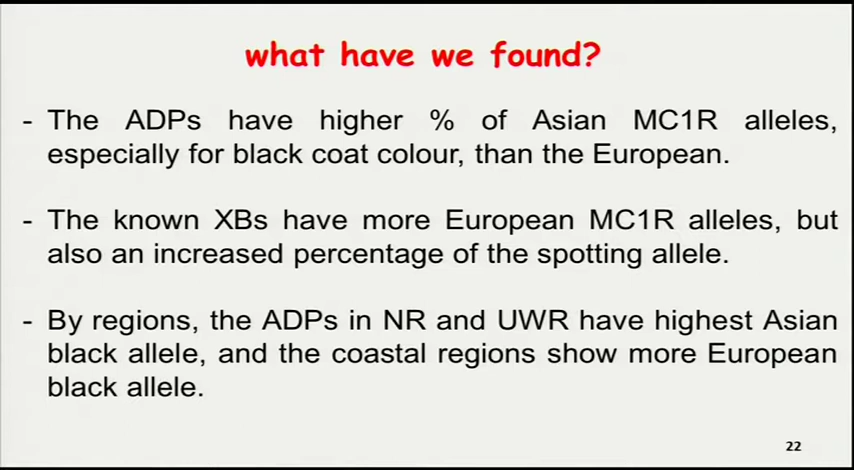 what have we found?
- The ADPs have higher % of Asian MC1R alleles,
especially for black coat colour, than the European.
- The known XBs have more European MC1R alleles, but
also an increased percentage of the spotting allele.
- By regions, the ADPs in NR and UWR have highest Asian
black allele, and the coastal regions show more European
black allele.
22